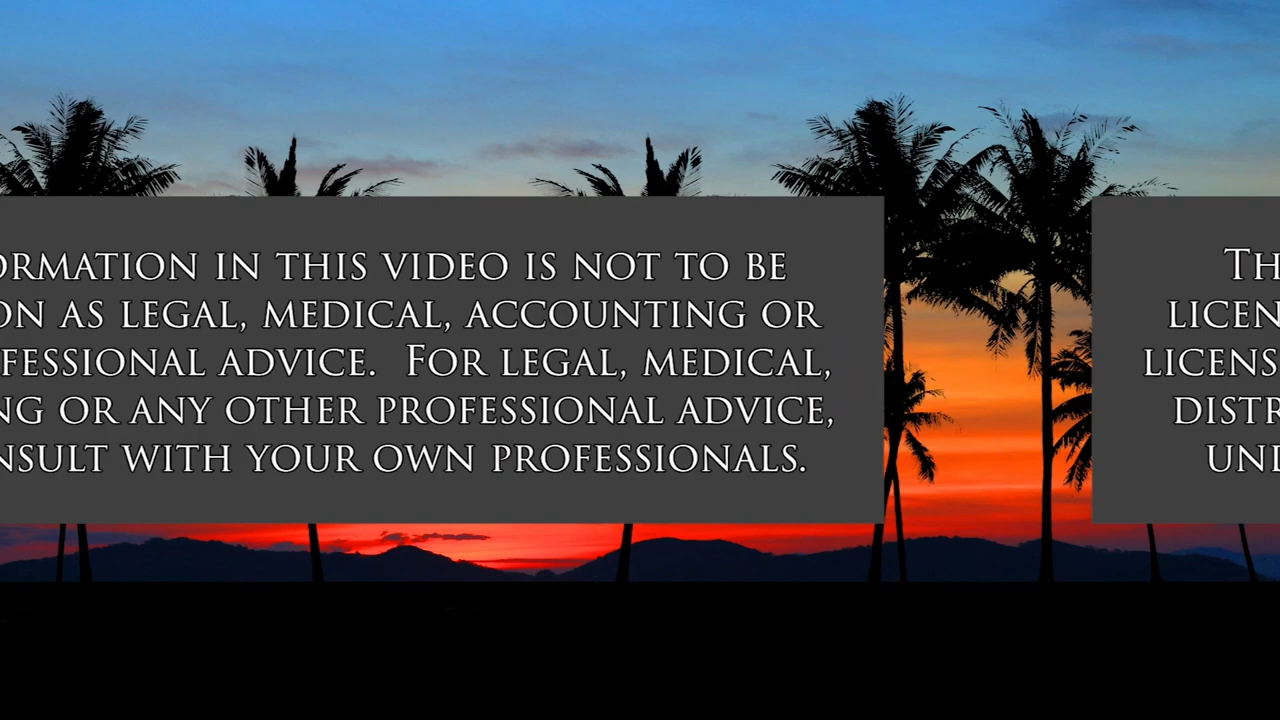 ORMATION IN THIS VIDEO IS NOT TO BE
ON AS LEGAL, MEDICAL, ACCOUNTING OR
FESSIONAL ADVICE. FOR LEGAL, MEDICAL,
NG OR ANY OTHER PROFESSIONAL ADVICE,
NSULT WITH YOUR OWN PROFESSIONALS.
TH
LICEN
LICENS
DISTR
UNL